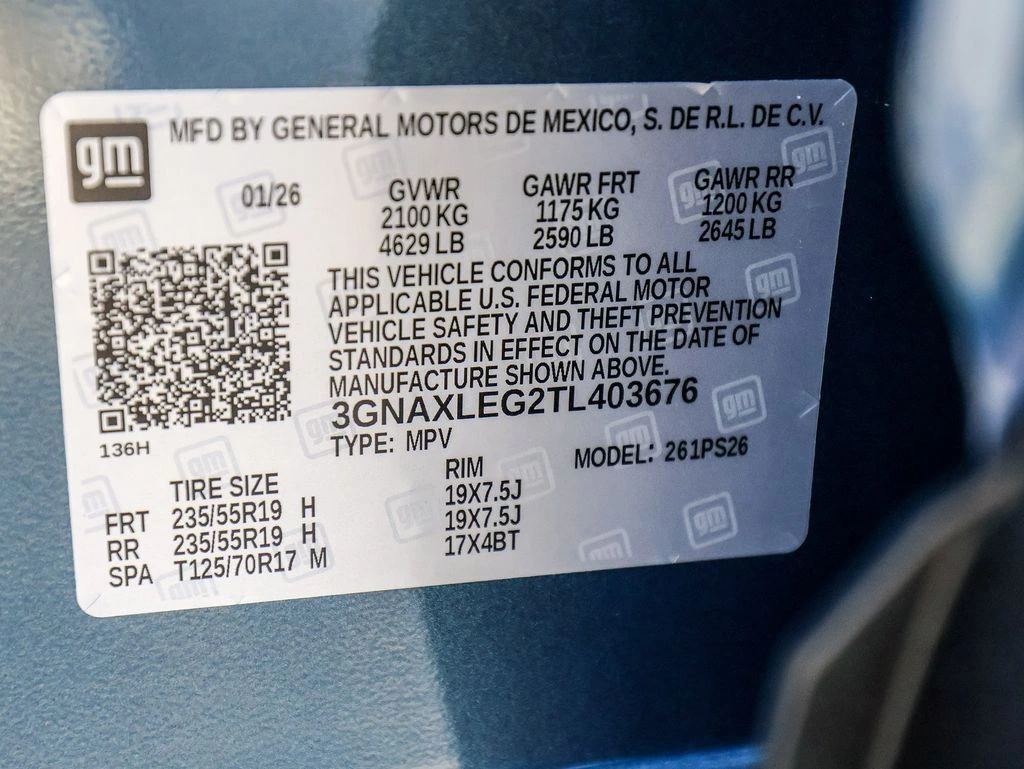 gm
MFD BY GENERAL MOTORS DE MEXICO, S. DE R.L. DE C.V.
01/26 GVWR GAWR FRT GAWR RR
2100 KG 1175 KG 1200 KG
4629 LB 2590 LB 2645 LB
THIS VEHICLE CONFORMS TO ALL
APPLICABLE U.S. FEDERAL MOTOR
VEHICLE SAFETY AND THEFT PREVENTION
STANDARDS IN EFFECT ON THE DATE OF
MANUFACTURE SHOWN ABOVE.
3GNAXLEG2TL403676
136H
TYPE: MPV MODEL: 261PS26
TIRE SIZE RIM
FRT 235/55R19 H 19X7.5J
RR 235/55R19 H 19X7.5J
SPA T125/70R17 M 17X4BT